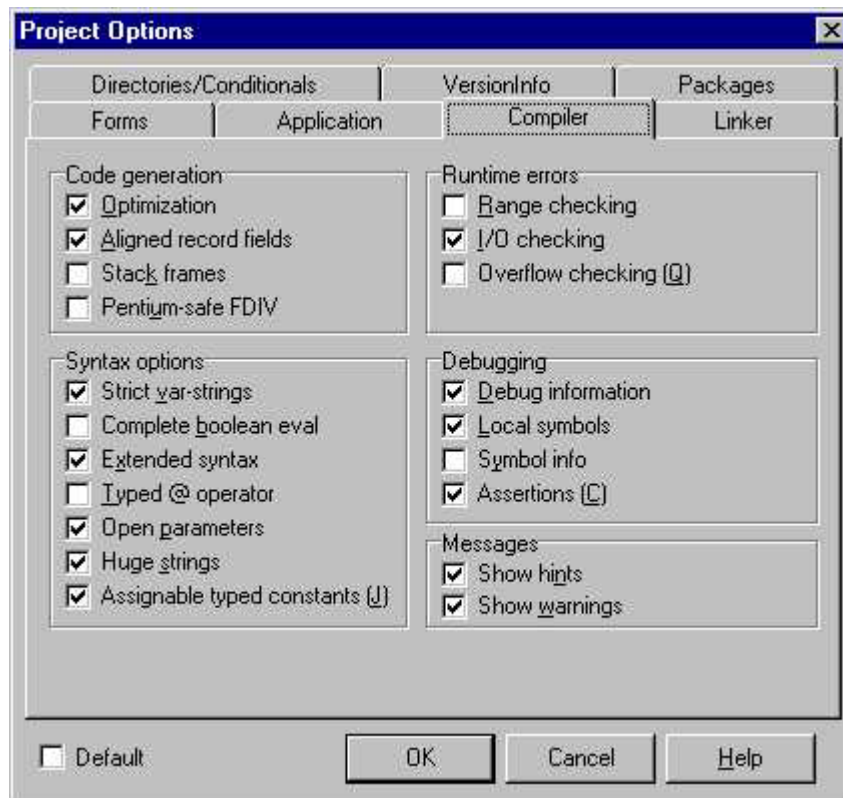 Project Options
Directories/Conditionals VersionInfo Packages
Forms Application Compiler Linker
Code generation
Optimization
Aligned record fields
Stack frames
Pentium-safe FDIV
Runtime errors
Range checking
I/O checking
Overflow checking (Q)
Syntax options
Strict var-strings
Complete boolean eval
Extended syntax
Typed @ operator
Open parameters
Huge strings
Assignable typed constants (J)
Debugging
Debug information
Local symbols
Symbol info
Assertions (C)
Messages
Show hints
Show warnings
Default OK Cancel Help